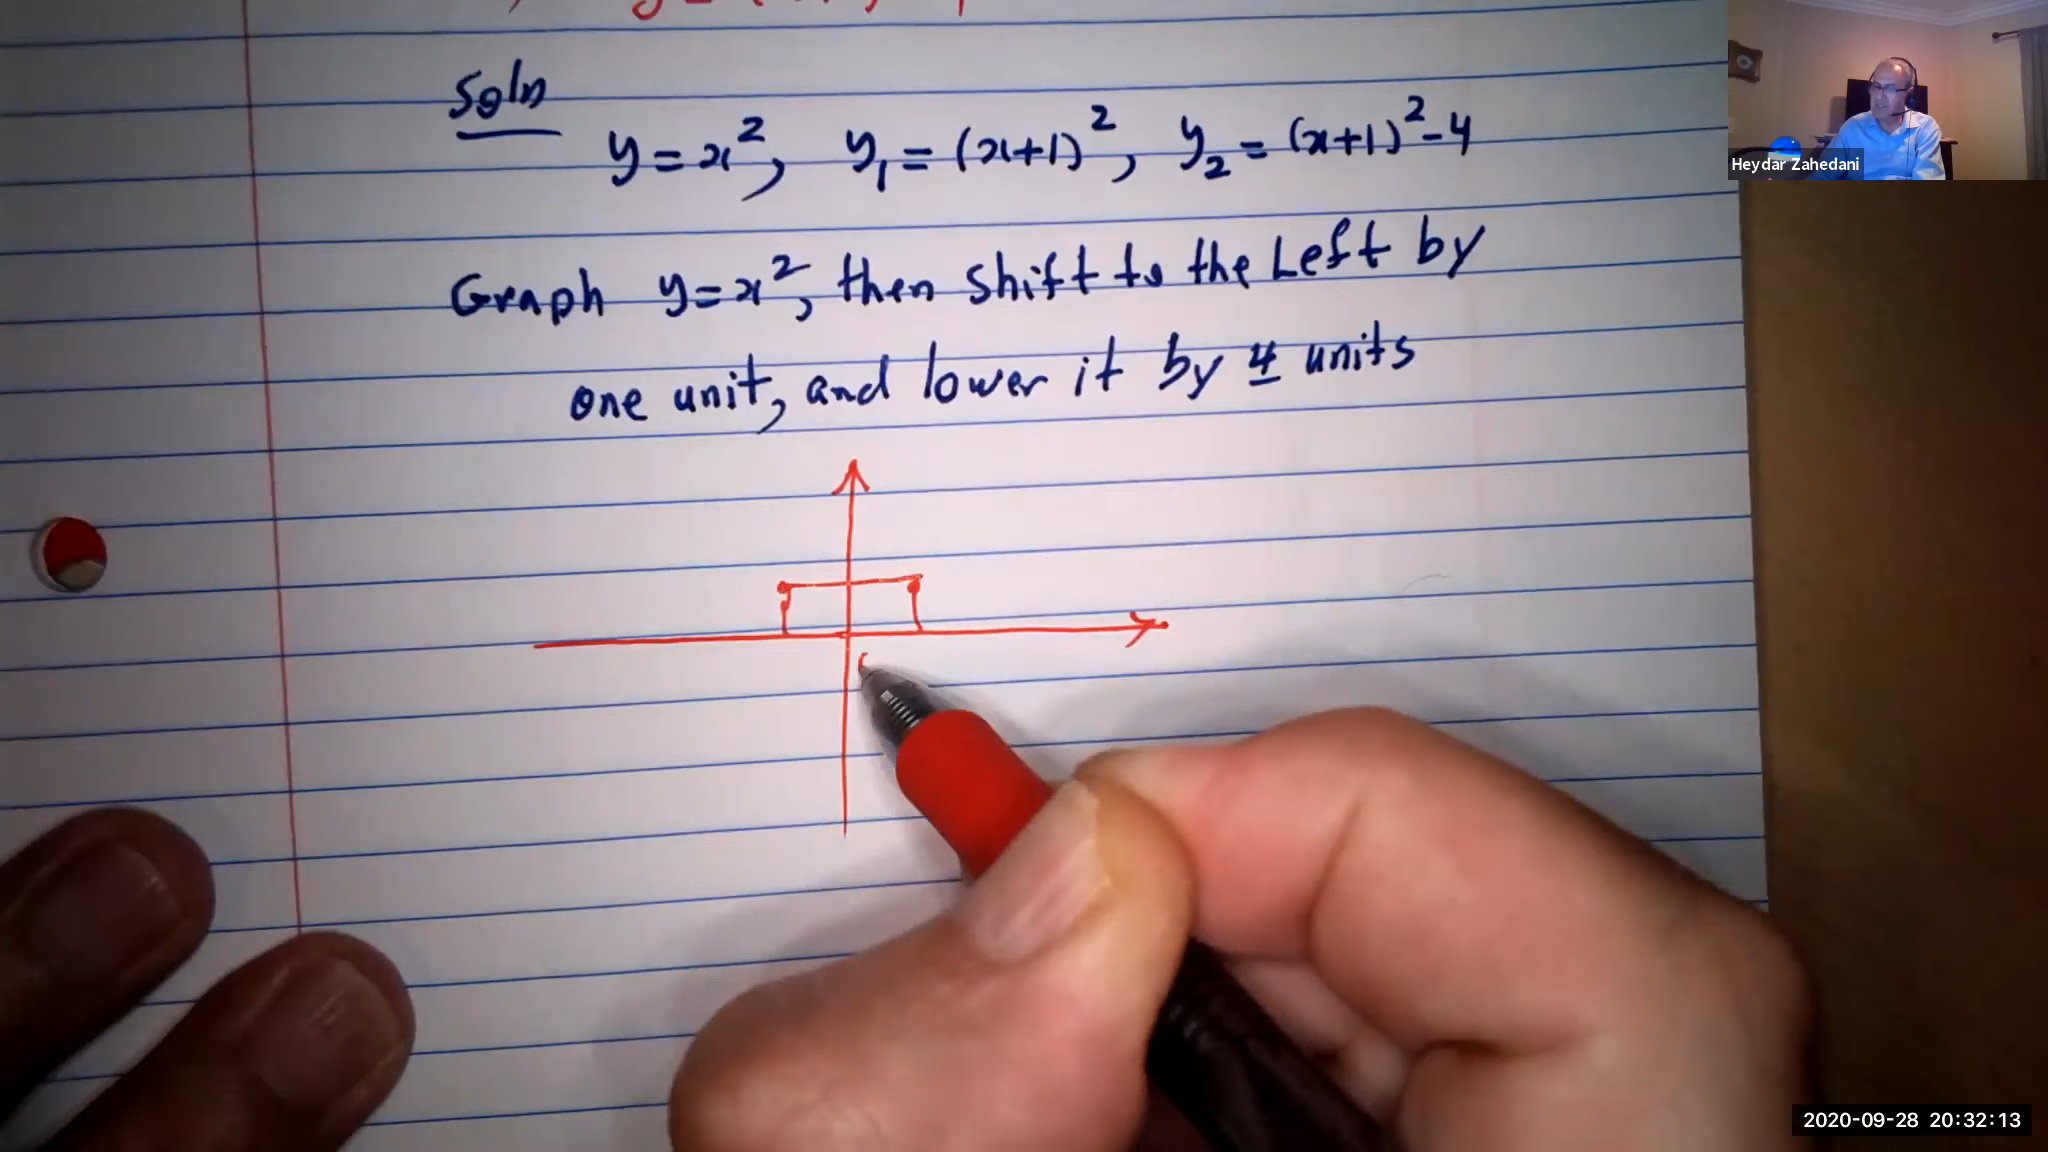 Soln
y = x², y₁ = (x+1)², y₂ = (x+1)²-4
Heydar Zahedani
Graph y=x², then shift to the Left by
one unit, and lower it by 4 units
2020-09-28 20:32:13